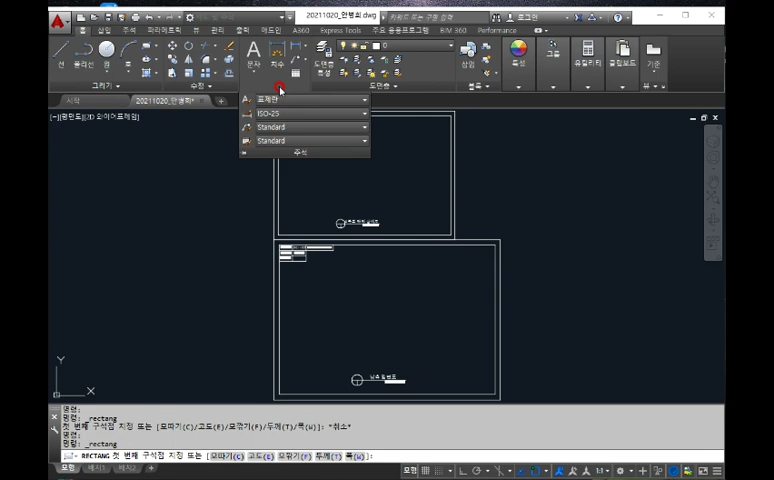 20211020_안병희.dwg
키워드 또는 구절 입력
로그인
홈 삽입 주석 파라메트릭 뷰 관리 출력 애드인 A360 Express Tools 주요 응용프로그램 BIM 360 Performance
선 폴리선 원 호
문자 치수
도면층 특성
0
삽입 특성 그룹 유틸리티 클립보드 기준
그리기 수정 도면층 블록 뷰
표제란
ISO-25
Standard
Standard
주석
시작 20211020_안병희*
[-][평면도][2D 와이어프레임]
Y
X
명령:
명령: _rectang
첫 번째 구석점 지정 또는 [모따기(C)/고도(E)/모깎기(F)/두께(T)/폭(W)]: *취소*
명령:
명령: _rectang
RECTANG 첫 번째 구석점 지정 또는 [모따기(C) 고도(E) 모깎기(F) 두께(T) 폭(W)]:
모형 배치1 배치2 +
모형 1:1